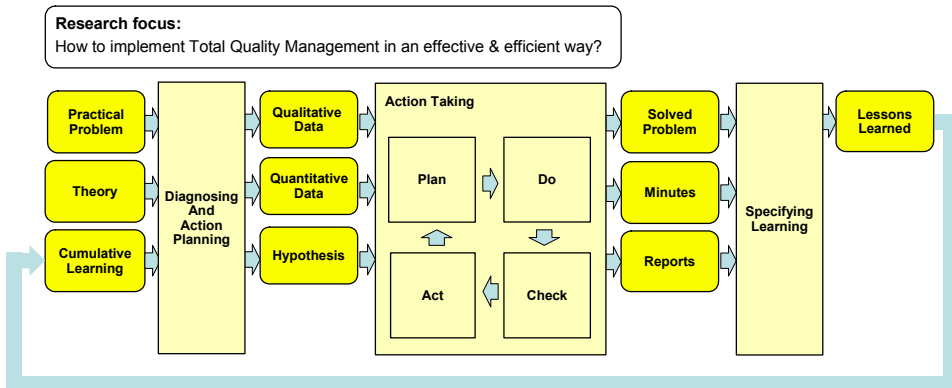 Research focus:
How to implement Total Quality Management in an effective & efficient way?
Practical
Problem
Theory
Cumulative
Learning
Diagnosing
And
Action
Planning
Qualitative
Data
Quantitative
Data
Hypothesis
Action Taking
Plan
Do
Act
Check
Solved
Problem
Minutes
Reports
Specifying
Learning
Lessons
Learned